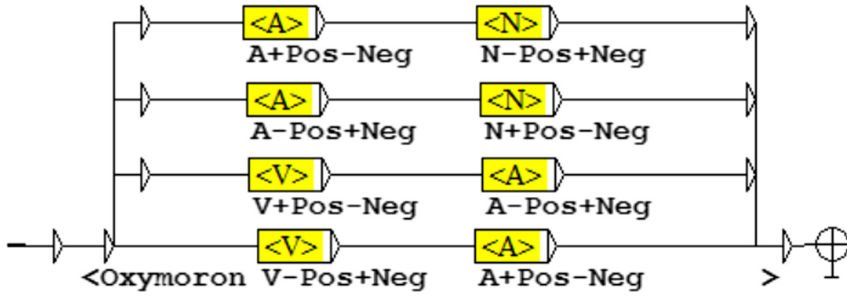 <A> <N>
A+Pos-Neg N-Pos+Neg
<A> <N>
A-Pos+Neg N+Pos-Neg
<V> <A>
V+Pos-Neg A-Pos+Neg
<V> <A>
<Oxymoron V-Pos+Neg A+Pos-Neg >